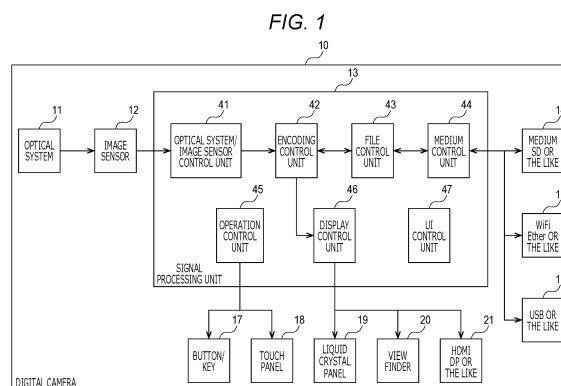 FIG. 1
10
13
11
12
41
42
43
44
OPTICAL
SYSTEM
IMAGE
SENSOR
OPTICAL SYSTEM/
IMAGE SENSOR
CONTROL UNIT
ENCODING
CONTROL
UNIT
FILE
CONTROL
UNIT
MEDIUM
CONTROL
UNIT
MEDIUM
SD OR
THE LIKE
45
46
47
OPERATION
CONTROL
UNIT
DISPLAY
CONTROL
UNIT
UI
CONTROL
UNIT
WiFi
Ether OR
THE LIKE
SIGNAL
PROCESSING UNIT
USB OR
THE LIKE
17
18
19
20
21
BUTTON/
KEY
TOUCH
PANEL
LIQUID
CRYSTAL
PANEL
VIEW
FINDER
HDMI
DP OR
THE LIKE
DIGITAL CAMERA